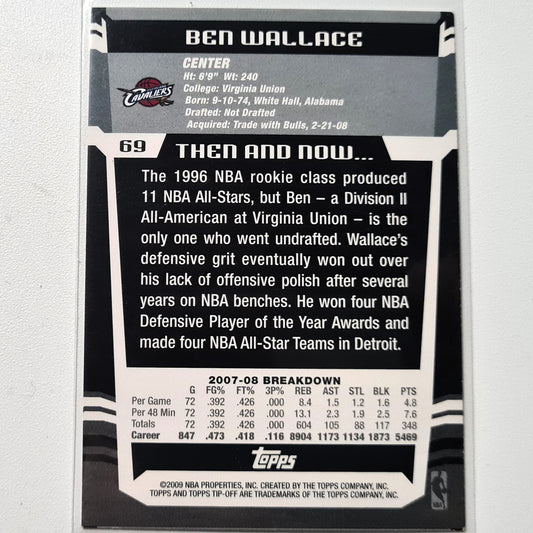 BEN WALLACE
CENTER
Ht: 6'9" Wt: 240
College: Virginia Union
Born: 9-10-74, White Hall, Alabama
Drafted: Not Drafted
Acquired: Trade with Bulls, 2-21-08
CAVALIERS
69 THEN AND NOW...
The 1996 NBA rookie class produced
11 NBA All-Stars, but Ben – a Division II
All-American at Virginia Union – is the
only one who went undrafted. Wallace's
defensive grit eventually won out over
his lack of offensive polish after several
years on NBA benches. He won four NBA
Defensive Player of the Year Awards and
made four NBA All-Star Teams in Detroit.
2007-08 BREAKDOWN
G FG% FT% 3P% REB AST STL BLK PTS
Per Game 72 .392 .426 .000 8.4 1.5 1.2 1.6 4.8
Per 48 Min 72 .392 .426 .000 13.1 2.3 1.9 2.5 7.6
Totals 72 .392 .426 .000 604 105 88 117 348
Career 847 .473 .418 .116 8904 1173 1134 1873 5469
Topps
©2009 NBA PROPERTIES, INC. CREATED BY THE TOPPS COMPANY, INC.
TOPPS AND TOPPS TIP-OFF ARE TRADEMARKS OF THE TOPPS COMPANY, INC.
NBA